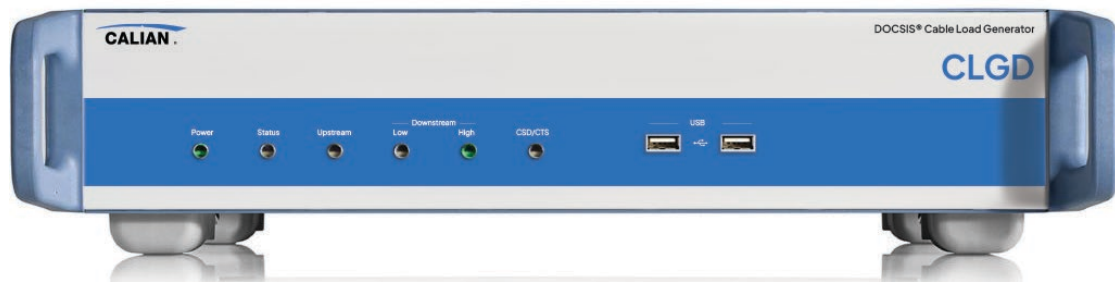 CALIAN.
DOCSIS® Cable Load Generator
CLGD
Downstream
USB
Power Status Upstream Low High CSD/CTS